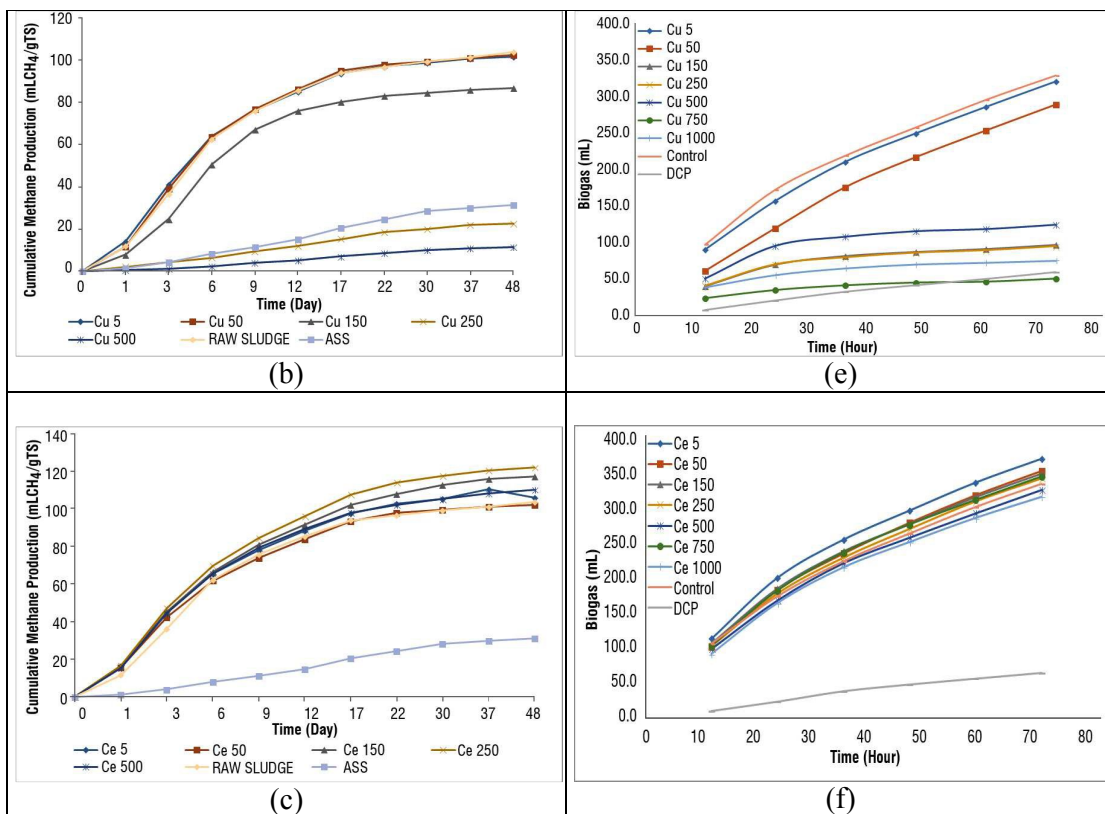 120
100
80
60
40
20
0
Cumulative Methane Production (mLCH₄/gTS)
0 1 3 6 9 12 17 22 30 37 48
Time (Day)
Cu 5 Cu 50 Cu 150 Cu 250
Cu 500 RAW SLUDGE ASS
(b)
400.0
350.0
300.0
250.0
200.0
150.0
100.0
50.0
0.0
Biogas (mL)
Cu 5
Cu 50
Cu 150
Cu 250
Cu 500
Cu 750
Cu 1000
Control
DCP
0 10 20 30 40 50 60 70 80
Time (Hour)
(e)
140
120
100
80
60
40
20
0
Cumulative Methane Production (mLCH₄/gTS)
0 1 3 6 9 12 17 22 30 37 48
Time (Day)
Ce 5 Ce 50 Ce 150 Ce 250
Ce 500 RAW SLUDGE ASS
(c)
400.0
350.0
300.0
250.0
200.0
150.0
100.0
50.0
0.0
Biogas (mL)
Ce 5
Ce 50
Ce 150
Ce 250
Ce 500
Ce 750
Ce 1000
Control
DCP
0 10 20 30 40 50 60 70 80
Time (Hour)
(f)